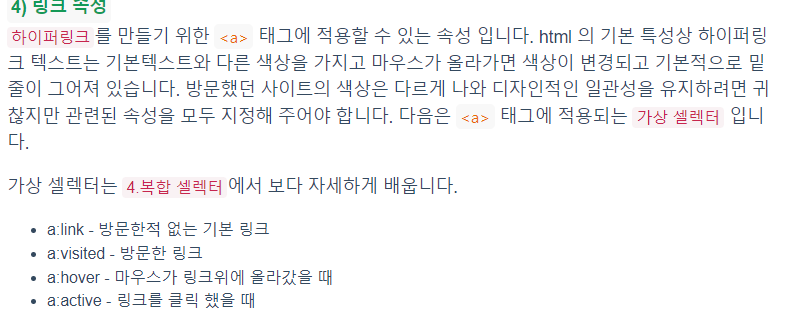 4) 링크 속성
하이퍼링크 를 만들기 위한 <a> 태그에 적용할 수 있는 속성 입니다. html 의 기본 특성상 하이퍼링
크 텍스트는 기본텍스트와 다른 색상을 가지고 마우스가 올라가면 색상이 변경되고 기본적으로 밑
줄이 그어져 있습니다. 방문했던 사이트의 색상은 다르게 나와 디자인적인 일관성을 유지하려면 귀
찮지만 관련된 속성을 모두 지정해 주어야 합니다. 다음은 <a> 태그에 적용되는 가상 셀렉터 입니
다.
가상 셀렉터는 4.복합 셀렉터 에서 보다 자세하게 배웁니다.
• a:link - 방문한적 없는 기본 링크
• a:visited - 방문한 링크
• a:hover - 마우스가 링크위에 올라갔을 때
• a:active - 링크를 클릭 했을 때